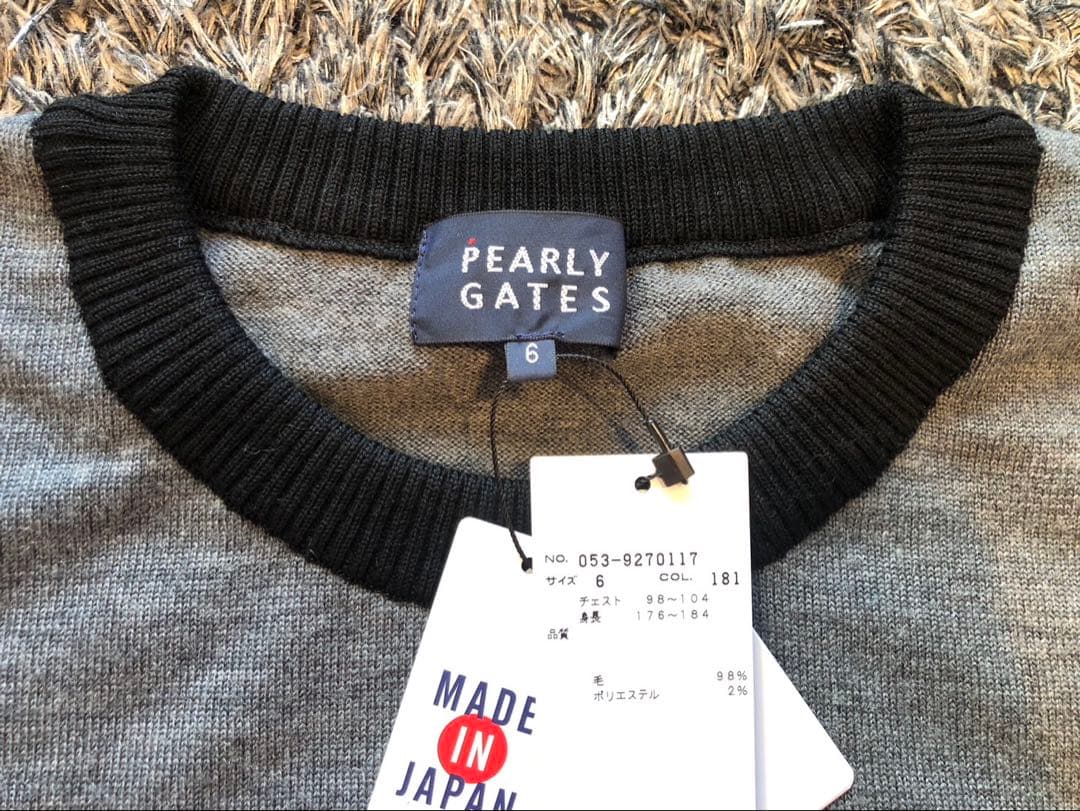 PEARLY
GATES
6
NO. 053-9270117
サイズ 6 COL. 181
チェスト 98~104
身長 176~184
品質
毛 98%
ポリエステル 2%
MADE
IN
JAPAN